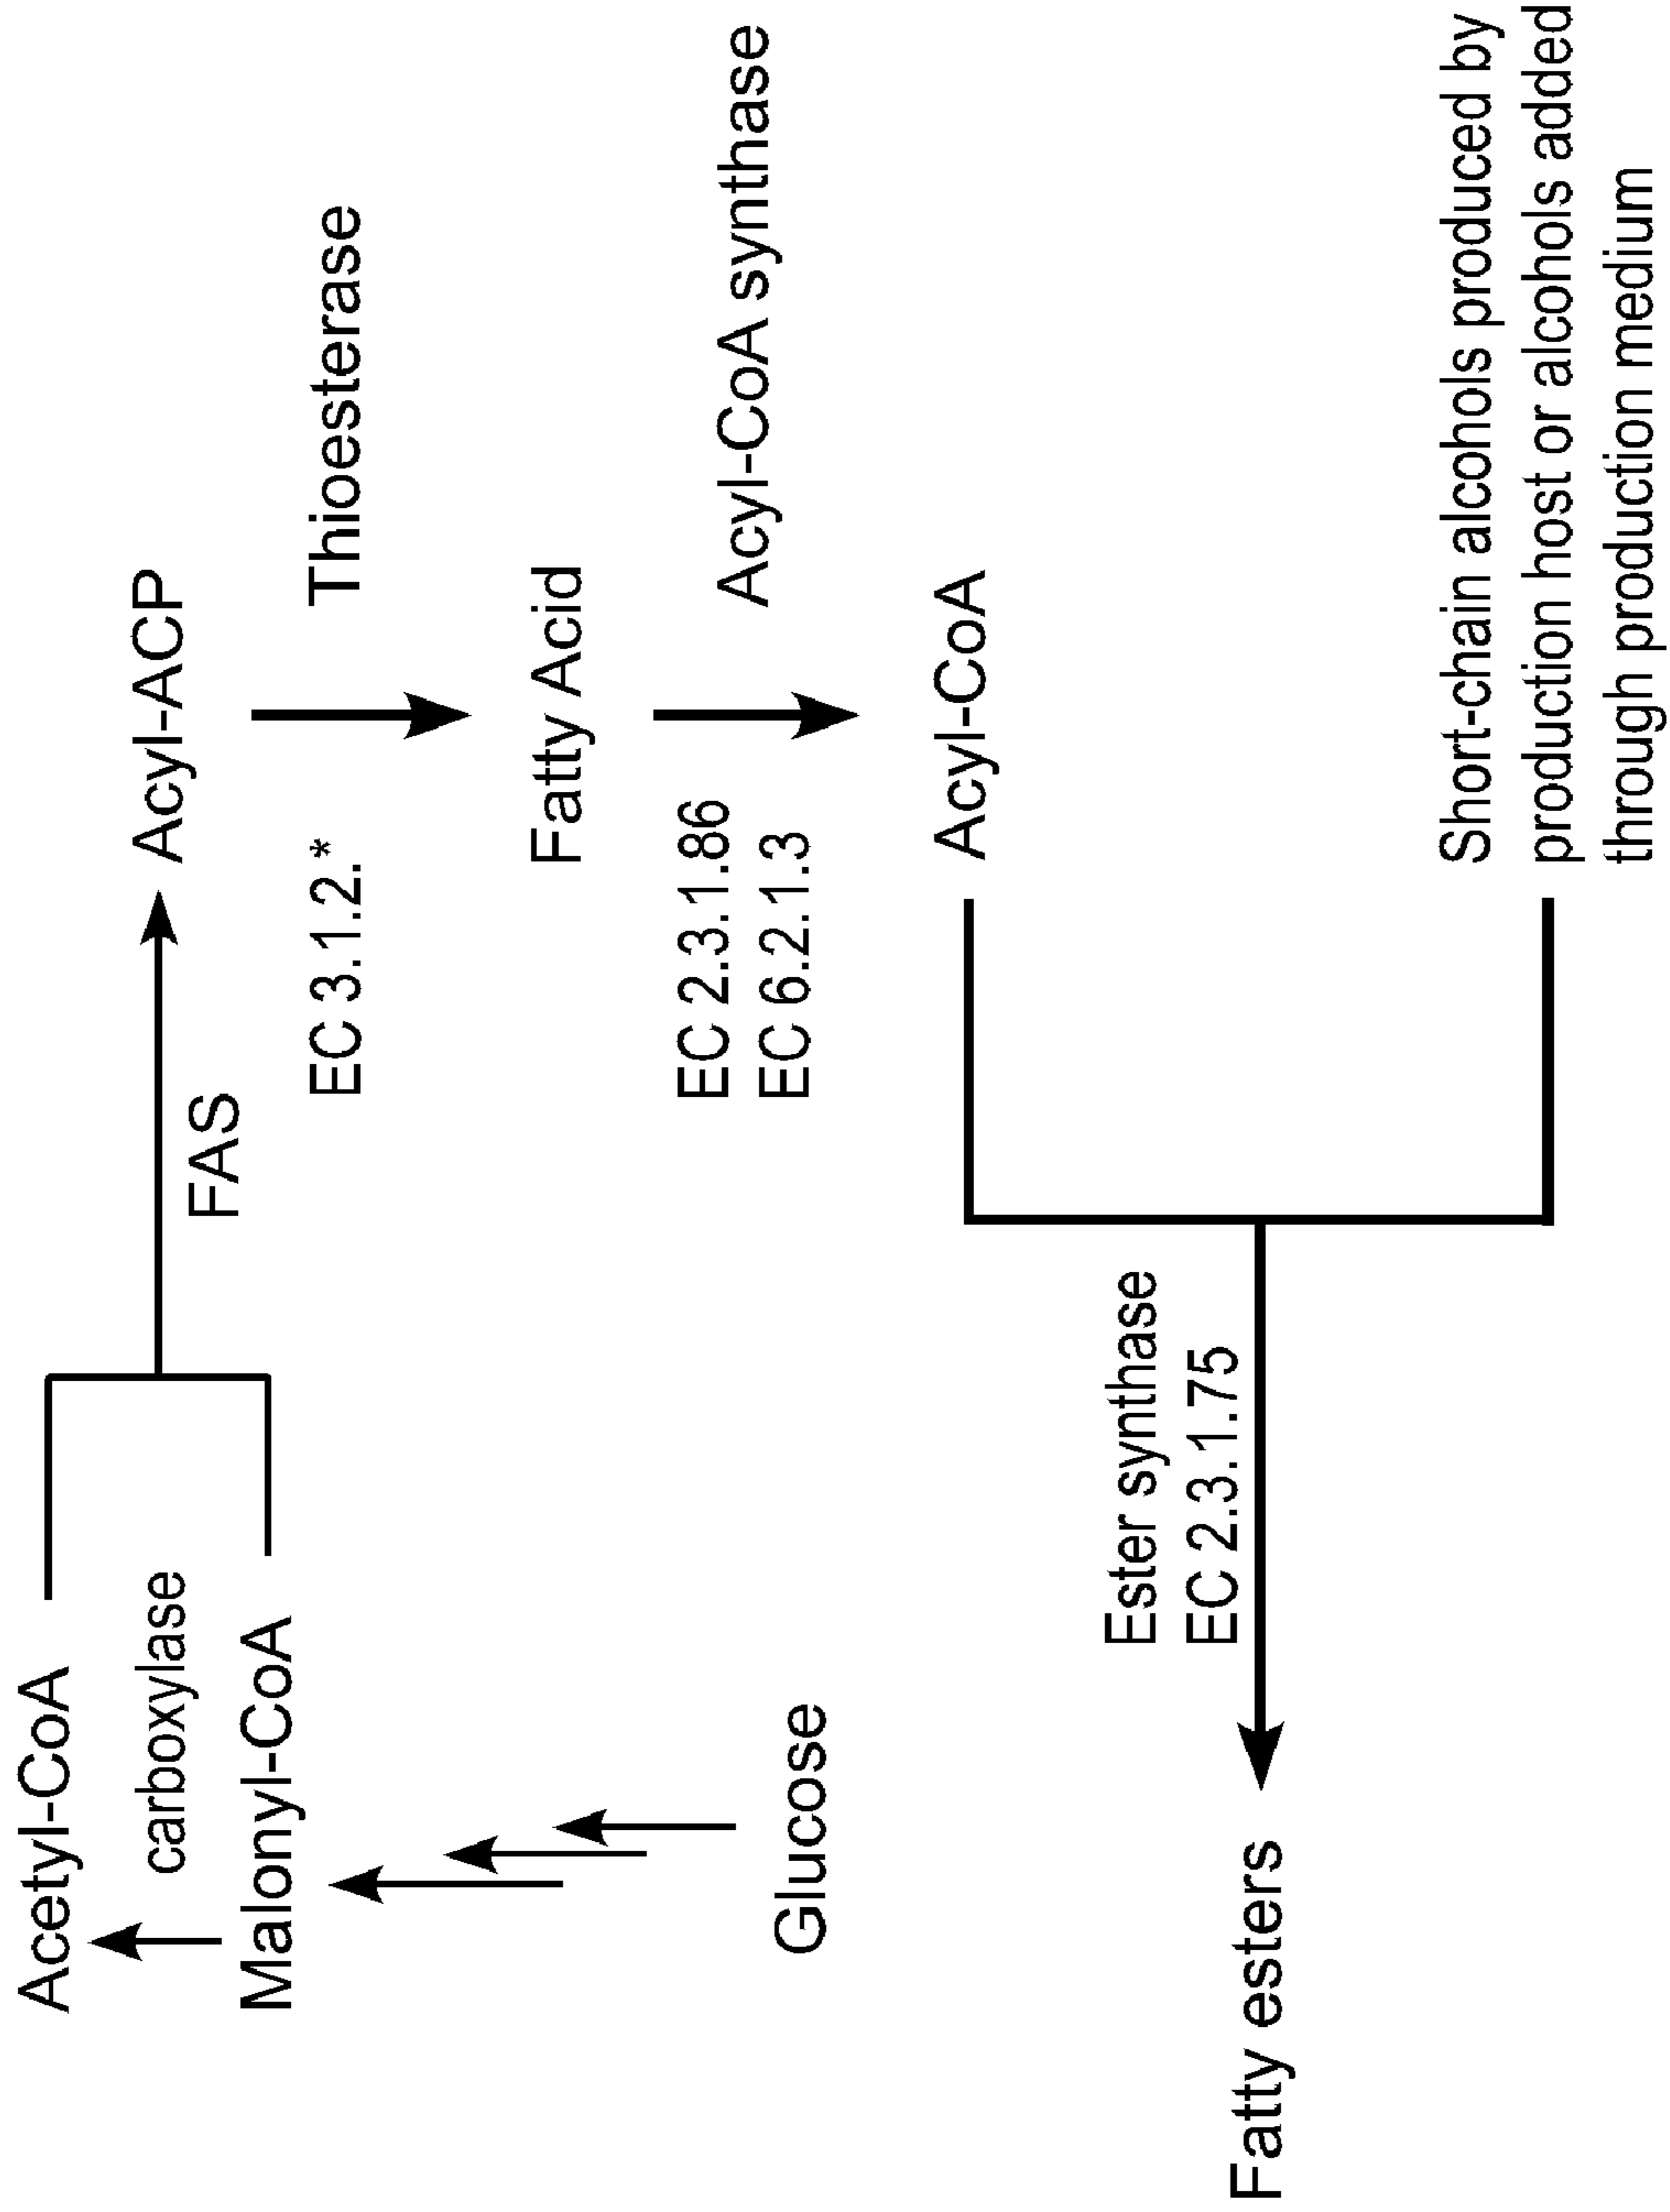 Acetyl-CoA
carboxylase
Malonyl-CoA
FAS
Acyl-ACP
EC 3.1.2.*
Thioesterase
Fatty Acid
EC 2.3.1.86
EC 6.2.1.3
Acyl-CoA synthase
Glucose
Acyl-CoA
Ester synthase
EC 2.3.1.75
Fatty esters
Short-chain alcohols produced by
production host or alcohols added
through production medium